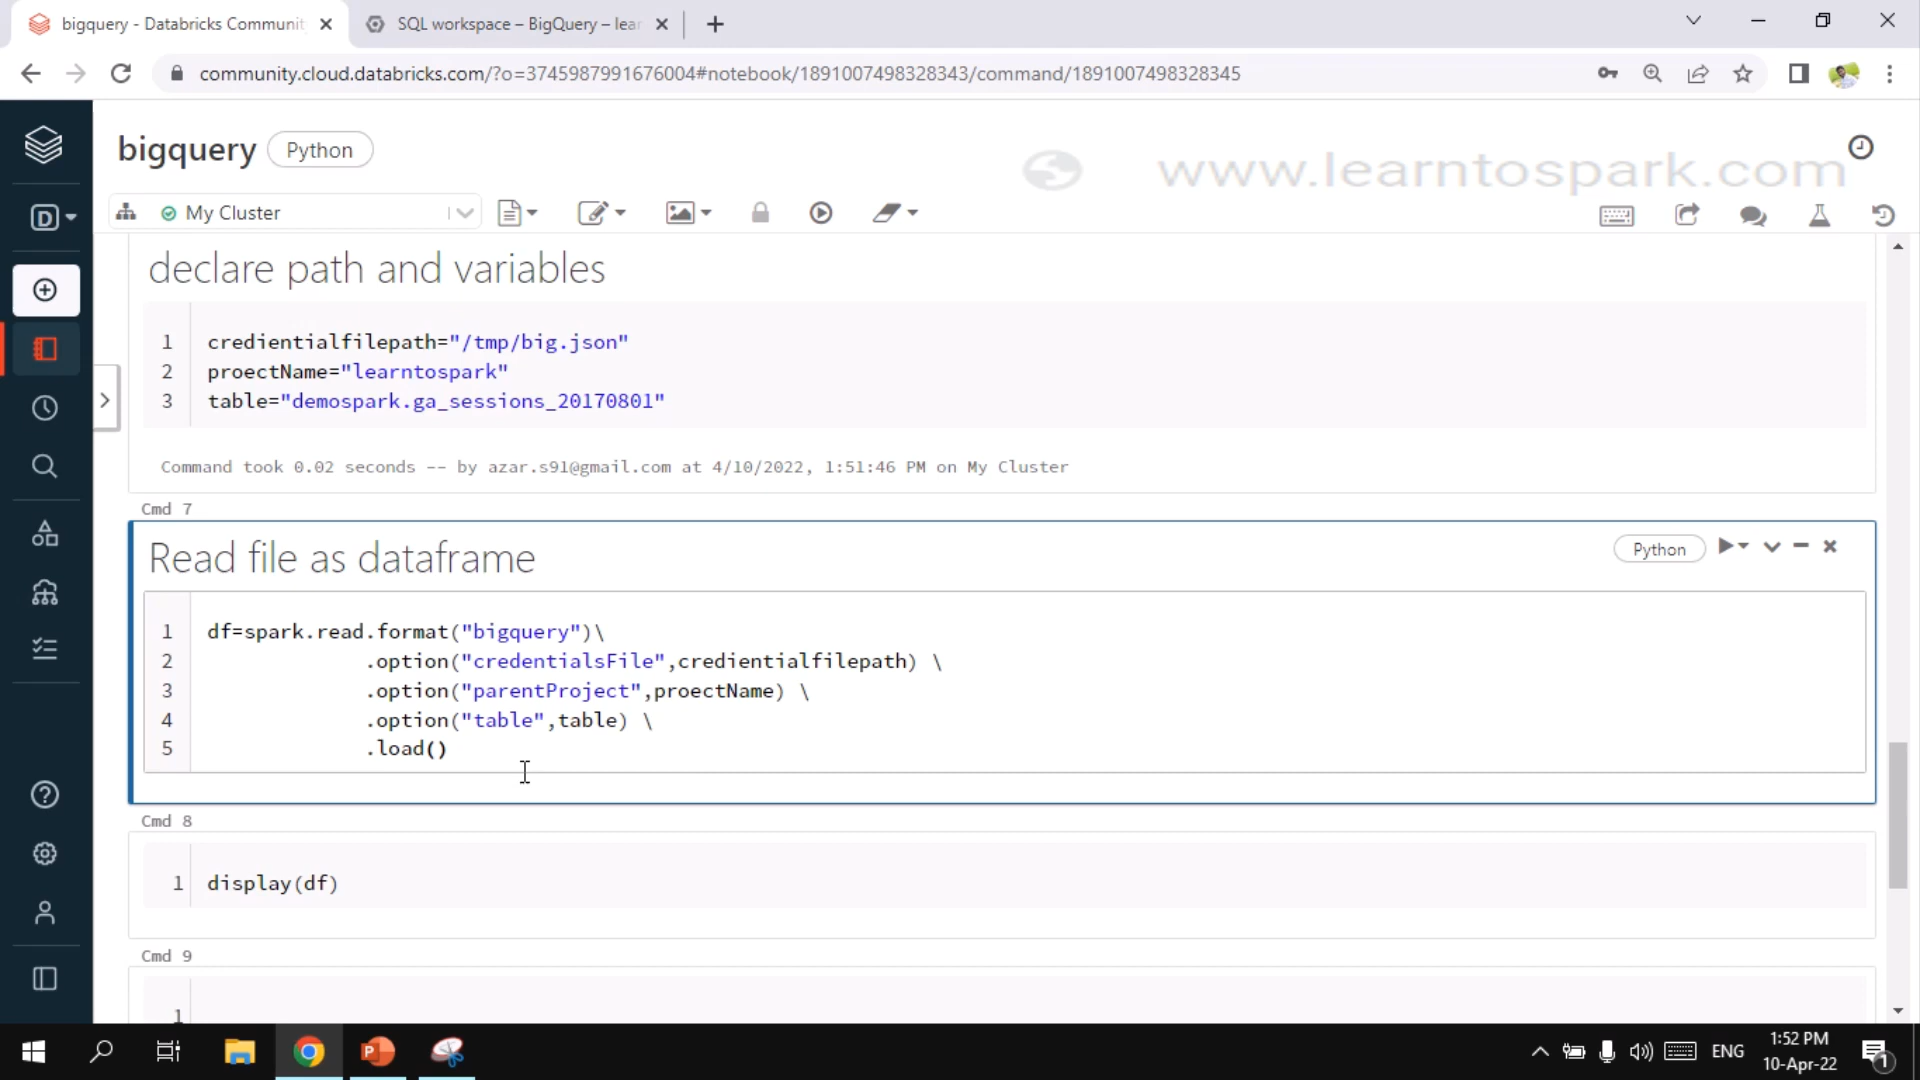 bigquery - Databricks Communit
SQL workspace – BigQuery – lear
community.cloud.databricks.com/?o=3745987991676004#notebook/1891007498328343/command/1891007498328345
bigquery Python
www.learntospark.com
D
My Cluster
declare path and variables
1 credientialfilepath="/tmp/big.json"
2 proectName="learntospark"
3 table="demospark.ga_sessions_20170801"
Command took 0.02 seconds -- by azar.s91@gmail.com at 4/10/2022, 1:51:46 PM on My Cluster
Cmd 7
Read file as dataframe
Python
1 df=spark.read.format("bigquery")\
2 .option("credentialsFile",credientialfilepath) \
3 .option("parentProject",proectName) \
4 .option("table",table) \
5 .load()
Cmd 8
1 display(df)
Cmd 9
1
P
ENG
1:52 PM
10-Apr-22
1